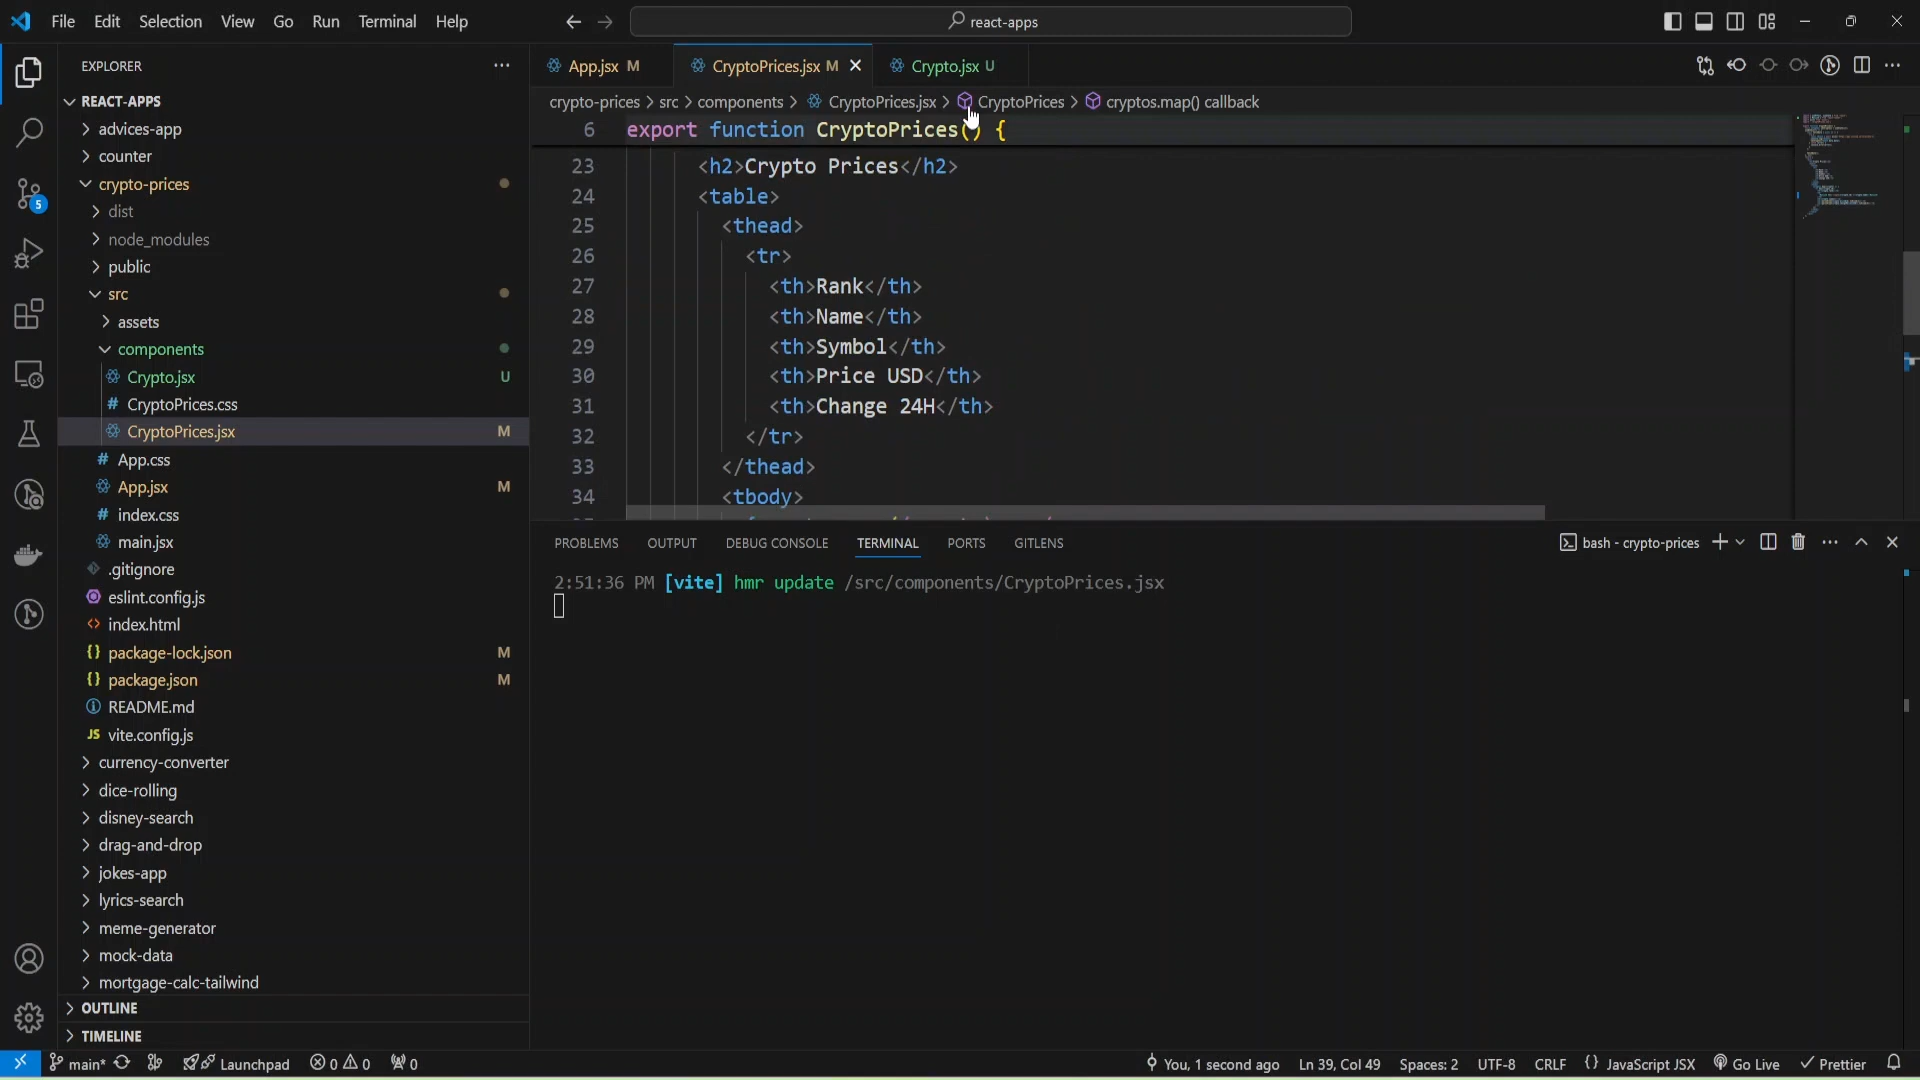 File Edit Selection View Go Run Terminal Help
react-apps
EXPLORER
App.jsx M
CryptoPrices.jsx M
Crypto.jsx U
REACT-APPS
crypto-prices > src > components > CryptoPrices.jsx > CryptoPrices > cryptos.map() callback
advices-app
counter
crypto-prices
dist
node_modules
public
src
assets
components
Crypto.jsx U
CryptoPrices.css
CryptoPrices.jsx M
App.css
App.jsx M
index.css
main.jsx
.gitignore
eslint.config.js
index.html
package-lock.json M
package.json M
README.md
vite.config.js
currency-converter
dice-rolling
disney-search
drag-and-drop
jokes-app
lyrics-search
meme-generator
mock-data
mortgage-calc-tailwind
OUTLINE
TIMELINE
5
6 export function CryptoPrices() {
23 <h2>Crypto Prices</h2>
24 <table>
25 <thead>
26 <tr>
27 <th>Rank</th>
28 <th>Name</th>
29 <th>Symbol</th>
30 <th>Price USD</th>
31 <th>Change 24H</th>
32 </tr>
33 </thead>
34 <tbody>
PROBLEMS OUTPUT DEBUG CONSOLE TERMINAL PORTS GITLENS
bash - crypto-prices
2:51:36 PM [vite] hmr update /src/components/CryptoPrices.jsx
main* Launchpad 0 0 0 You, 1 second ago Ln 39, Col 49 Spaces: 2 UTF-8 CRLF {} JavaScript JSX Go Live Prettier